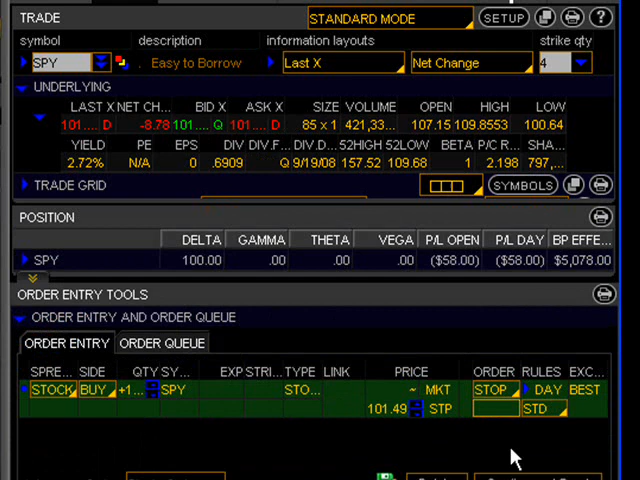 TRADE STANDARD MODE SETUP ?
symbol description information layouts strike qty
SPY . Easy to Borrow Last X Net Change 4
UNDERLYING
LAST X NET CH... BID X ASK X SIZE VOLUME OPEN HIGH LOW
101.... D -8.78 101.... Q 101.... D 85 x 1 421,33... 107.15 109.8553 100.64
YIELD PE EPS DIV DIV.F... DIV.D... 52HIGH 52LOW BETA P/C R... SHA...
2.72% N/A 0 .6909 Q 9/19/08 157.52 109.68 1 2.198 797,...
TRADE GRID SYMBOLS
POSITION
DELTA GAMMA THETA VEGA P/L OPEN P/L DAY BP EFFE...
SPY 100.00 .00 .00 .00 ($58.00) ($58.00) $5,078.00
ORDER ENTRY TOOLS
ORDER ENTRY AND ORDER QUEUE
ORDER ENTRY ORDER QUEUE
SPRE... SIDE QTY SY... EXP STRI... TYPE LINK PRICE ORDER RULES EXC...
STOCK BUY +1... SPY STO... ~ MKT STOP DAY BEST
101.49 STP STD